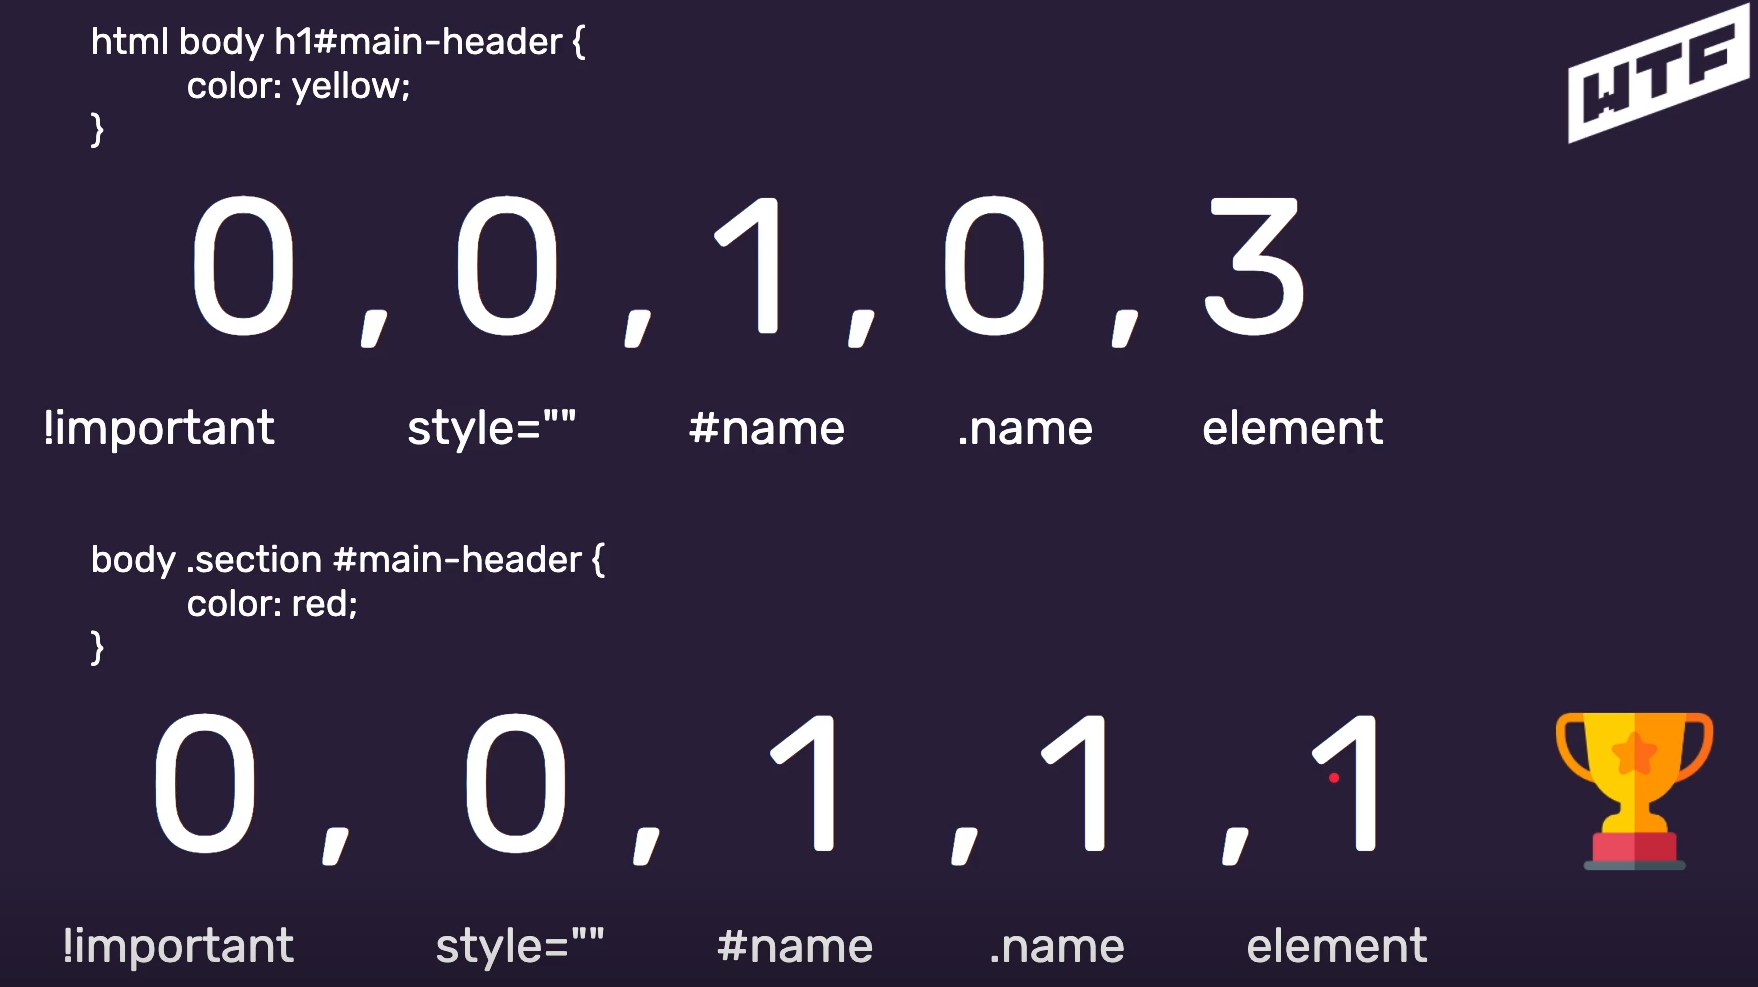 html body h1#main-header {
color: yellow;
}
WTF
0 , 0 , 1 , 0 , 3
!important style="" #name .name element
body .section #main-header {
color: red;
}
0 , 0 , 1 , 1 , 1
!important style="" #name .name element